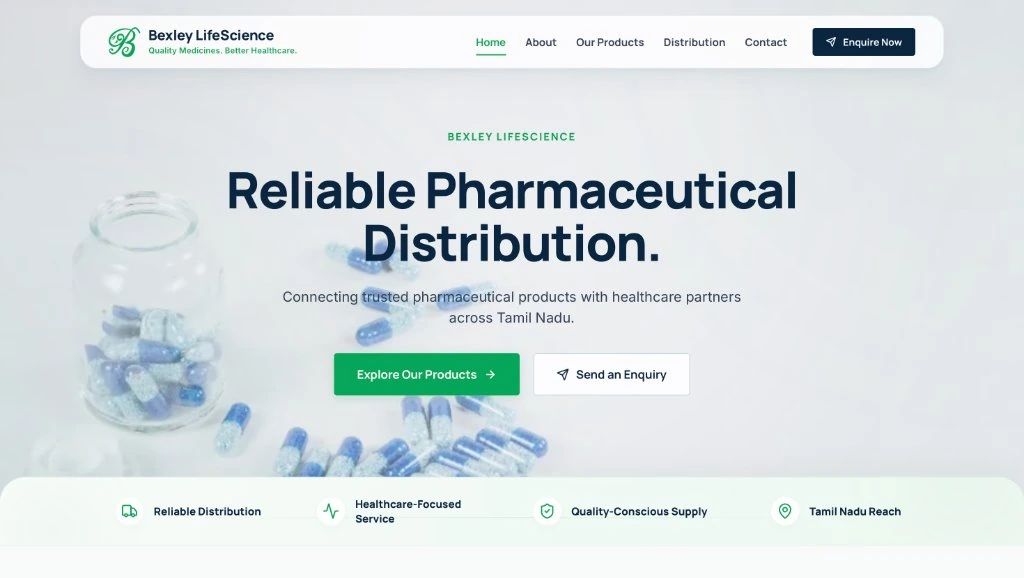 Bexley LifeScience
Quality Medicines. Better Healthcare.
Home
About
Our Products
Distribution
Contact
Enquire Now
BEXLEY LIFESCIENCE
Reliable Pharmaceutical
Distribution.
Connecting trusted pharmaceutical products with healthcare partners
across Tamil Nadu.
Explore Our Products
Send an Enquiry
Reliable Distribution
Healthcare-Focused
Service
Quality-Conscious Supply
Tamil Nadu Reach